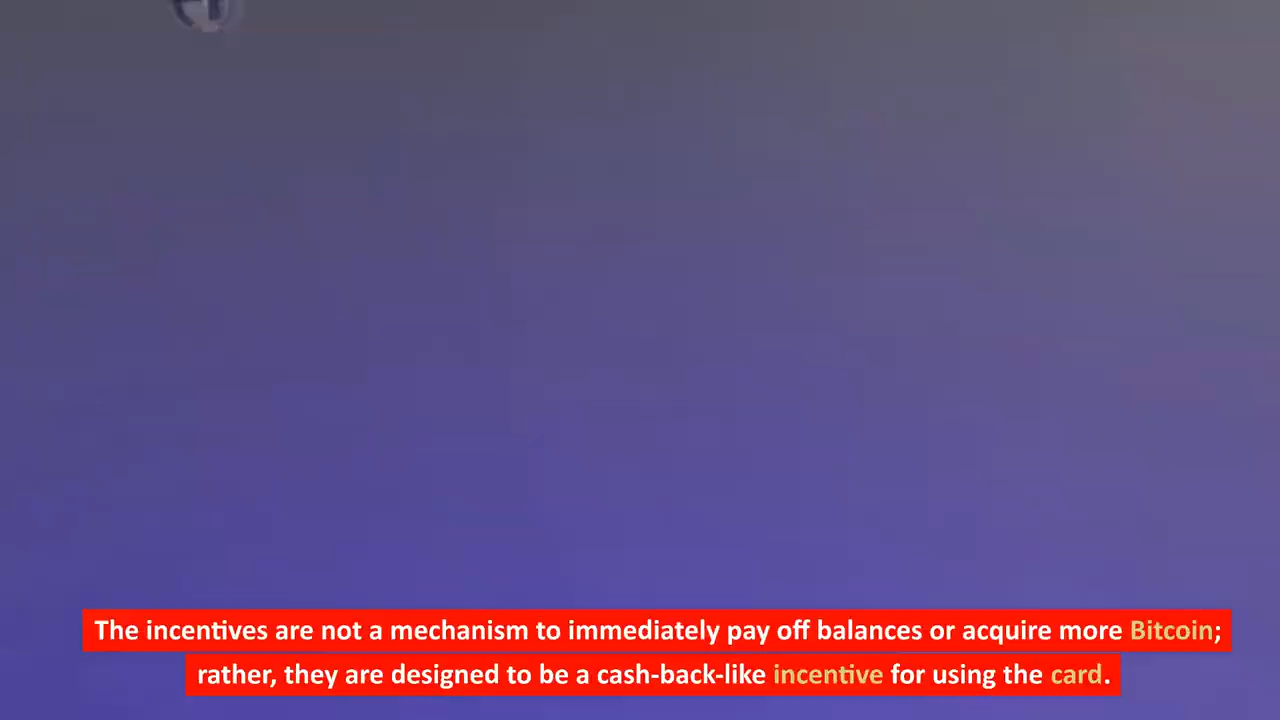 The incentives are not a mechanism to immediately pay off balances or acquire more Bitcoin;
rather, they are designed to be a cash-back-like incentive for using the card.